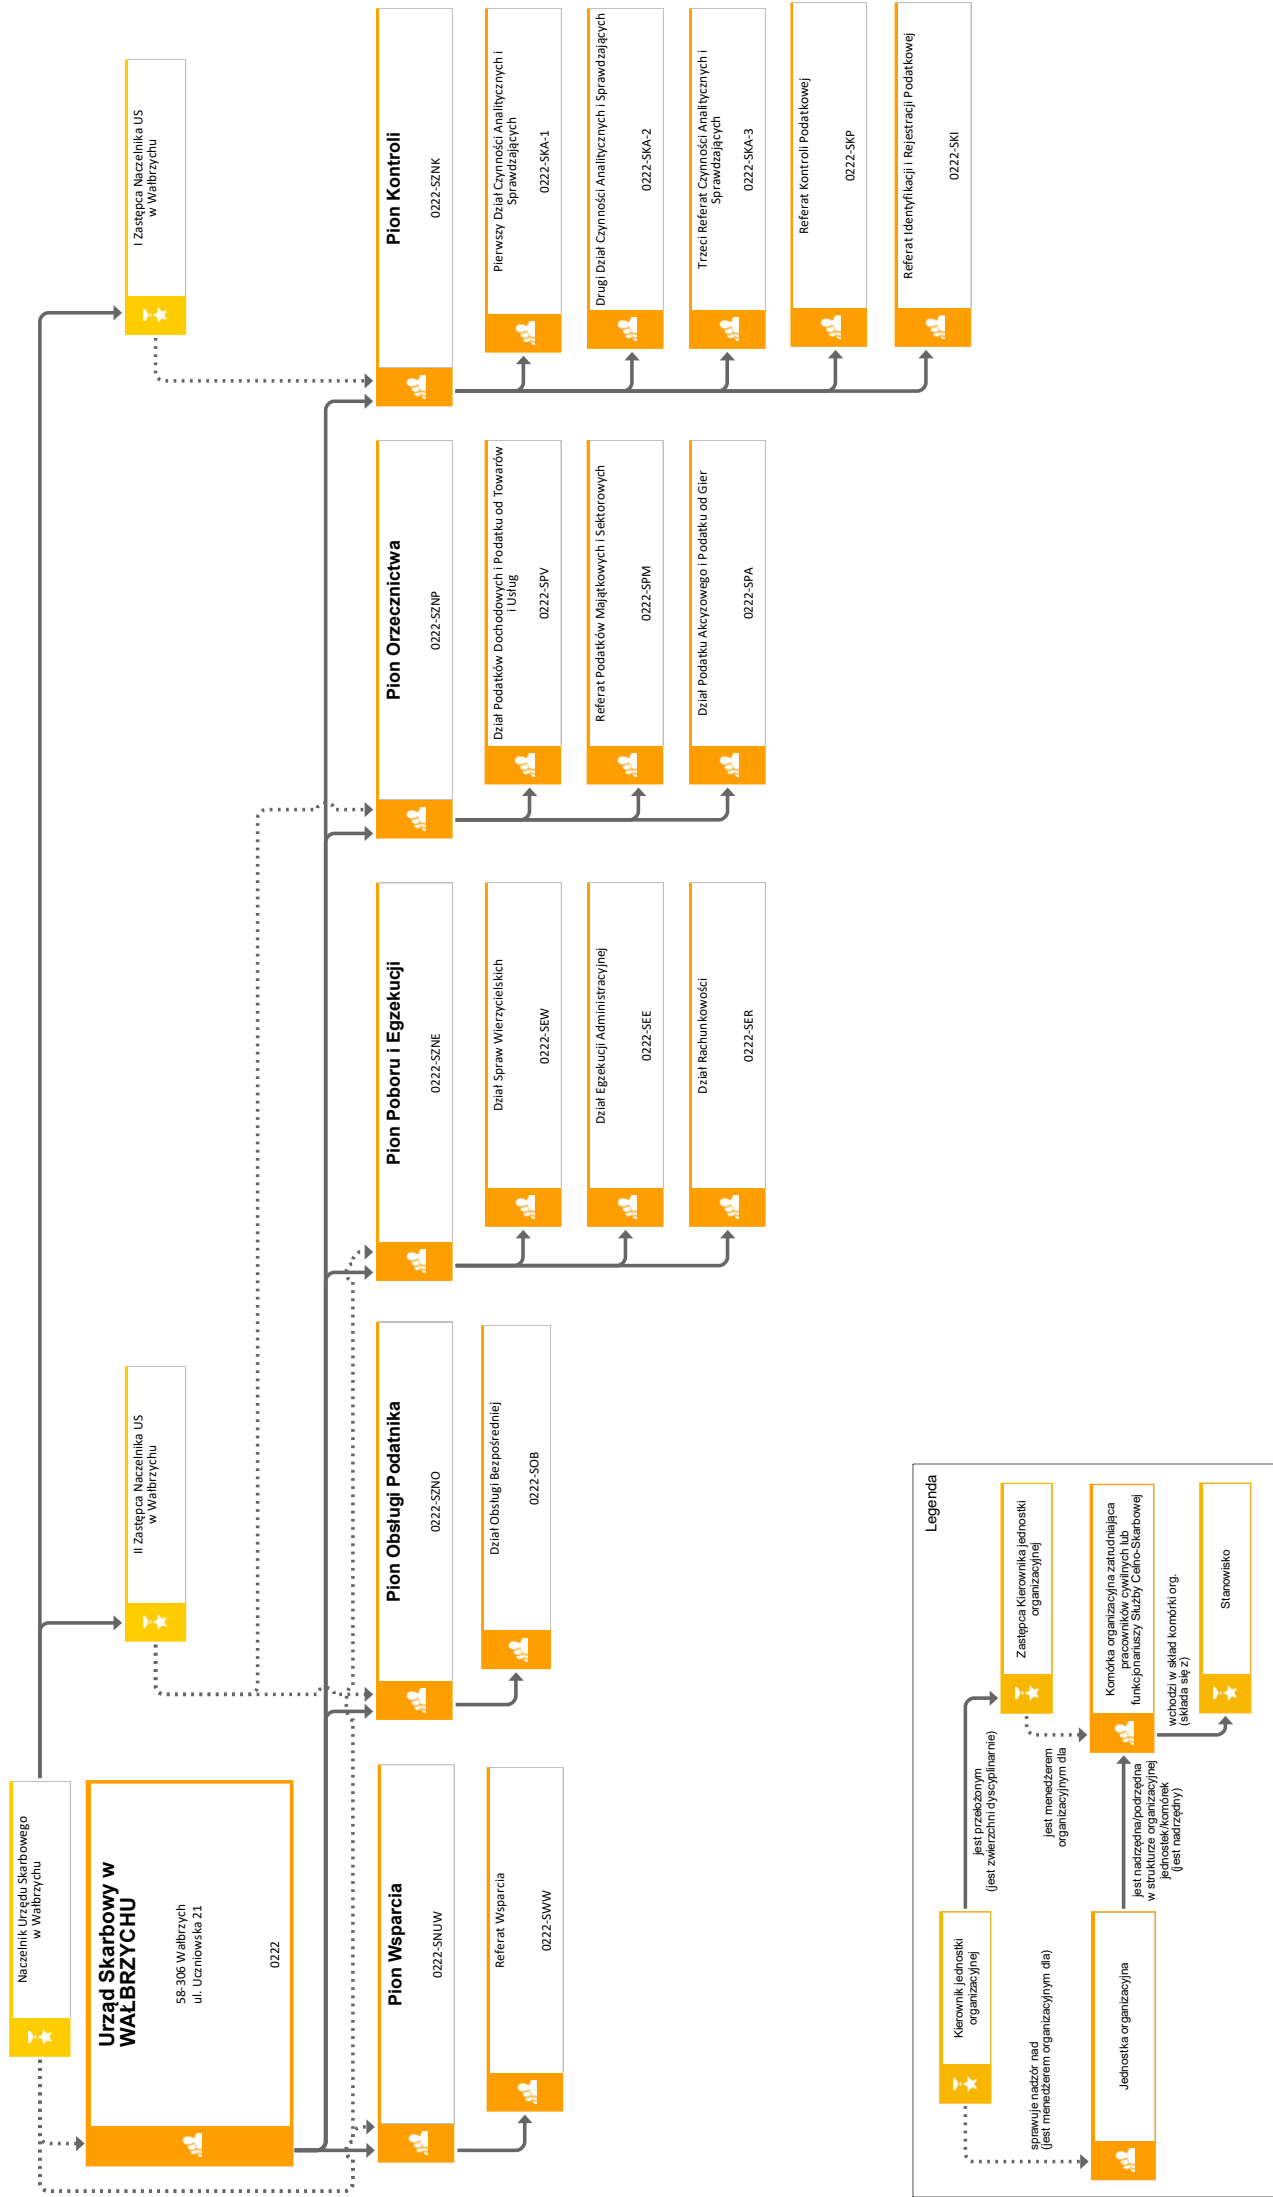 Naczelnik Urzędu Skarbowego
w Wałbrzychu
II Zastępca Naczelnika US
w Wałbrzychu
I Zastępca Naczelnika US
w Wałbrzychu
Urząd Skarbowy w
WAŁBRZYCHU
58-306 Wałbrzych
ul. Uczniowska 21
0222
Pion Wsparcia
0222-SNUW
Referat Wsparcia
0222-SWW
Pion Obsługi Podatnika
0222-SZNO
Dział Obsługi Bezpośredniej
0222-SOB
Pion Poboru i Egzekucji
0222-SZNE
Dział Spraw Wierzycielskich
0222-SEW
Dział Egzekucji Administracyjnej
0222-SEE
Dział Rachunkowości
0222-SER
Pion Orzecznictwa
0222-SZNP
Dział Podatków Dochodowych i Podatku od Towarów
i Usług
0222-SPV
Referat Podatków Majątkowych i Sektorowych
0222-SPM
Dział Podatku Akcyzowego i Podatku od Gier
0222-SPA
Pion Kontroli
0222-SZNK
Pierwszy Dział Czynności Analitycznych i
Sprawdzających
0222-SKA-1
Drugi Dział Czynności Analitycznych i Sprawdzających
0222-SKA-2
Trzeci Referat Czynności Analitycznych i
Sprawdzających
0222-SKA-3
Referat Kontroli Podatkowej
0222-SKP
Referat Identyfikacji i Rejestracji Podatkowej
0222-SKI
Legenda
Kierownik jednostki
organizacyjnej
jest przełożonym
(jest zwierzchni dyscyplinarnie)
Zastępca Kierownika jednostki
organizacyjnej
sprawuje nadzór nad
(jest menedżerem organizacyjnym dla)
jest menedżerem
organizacyjnym dla
Jednostka organizacyjna
jest nadrzędna/podrzędna
w strukturze organizacyjnej
jednostek/komórek
(jest nadrzędny)
Komórka organizacyjna zatrudniająca
pracowników cywilnych lub
funkcjonariuszy Służby Celno-Skarbowej
wchodzi w skład komórki org.
(składa się z)
Stanowisko